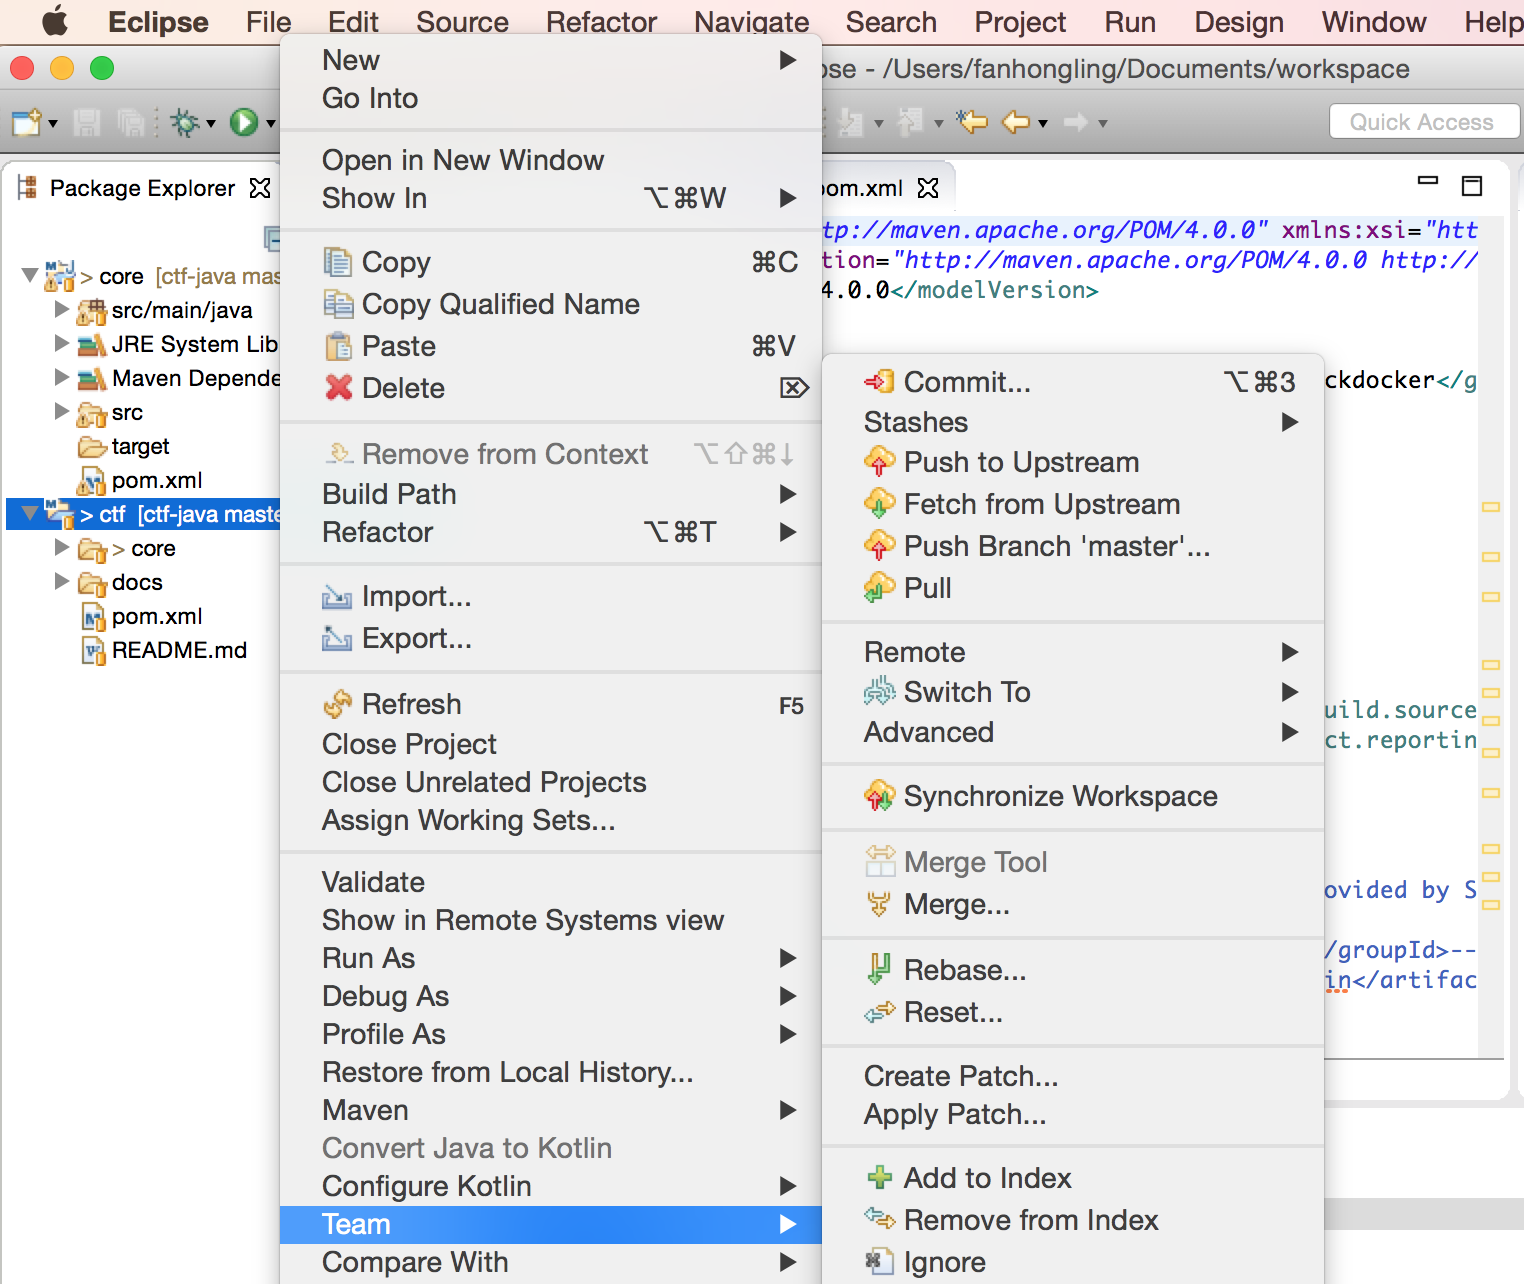 Eclipse File Edit Source Refactor Navigate Search Project Run Design Window Help
ose - /Users/fanhongling/Documents/workspace
Quick Access
Package Explorer
> core [ctf-java mas
src/main/java
JRE System Lib
Maven Depende
src
target
pom.xml
> ctf [ctf-java maste
> core
docs
pom.xml
README.md
New
Go Into
Open in New Window
Show In ⌥⌘W
Copy ⌘C
Copy Qualified Name
Paste ⌘V
Delete ⌦
Remove from Context ⌥⇧⌘↓
Build Path
Refactor ⌥⌘T
Import...
Export...
Refresh F5
Close Project
Close Unrelated Projects
Assign Working Sets...
Validate
Show in Remote Systems view
Run As
Debug As
Profile As
Restore from Local History...
Maven
Convert Java to Kotlin
Configure Kotlin
Team
Compare With
pom.xml
tp://maven.apache.org/POM/4.0.0" xmlns:xsi="htt
tion="http://maven.apache.org/POM/4.0.0 http://
4.0.0</modelVersion>
ckdocker</g
uild.source
ct.reportin
ovided by S
/groupId>--
in</artifac
Commit... ⌥⌘3
Stashes
Push to Upstream
Fetch from Upstream
Push Branch 'master'...
Pull
Remote
Switch To
Advanced
Synchronize Workspace
Merge Tool
Merge...
Rebase...
Reset...
Create Patch...
Apply Patch...
Add to Index
Remove from Index
Ignore